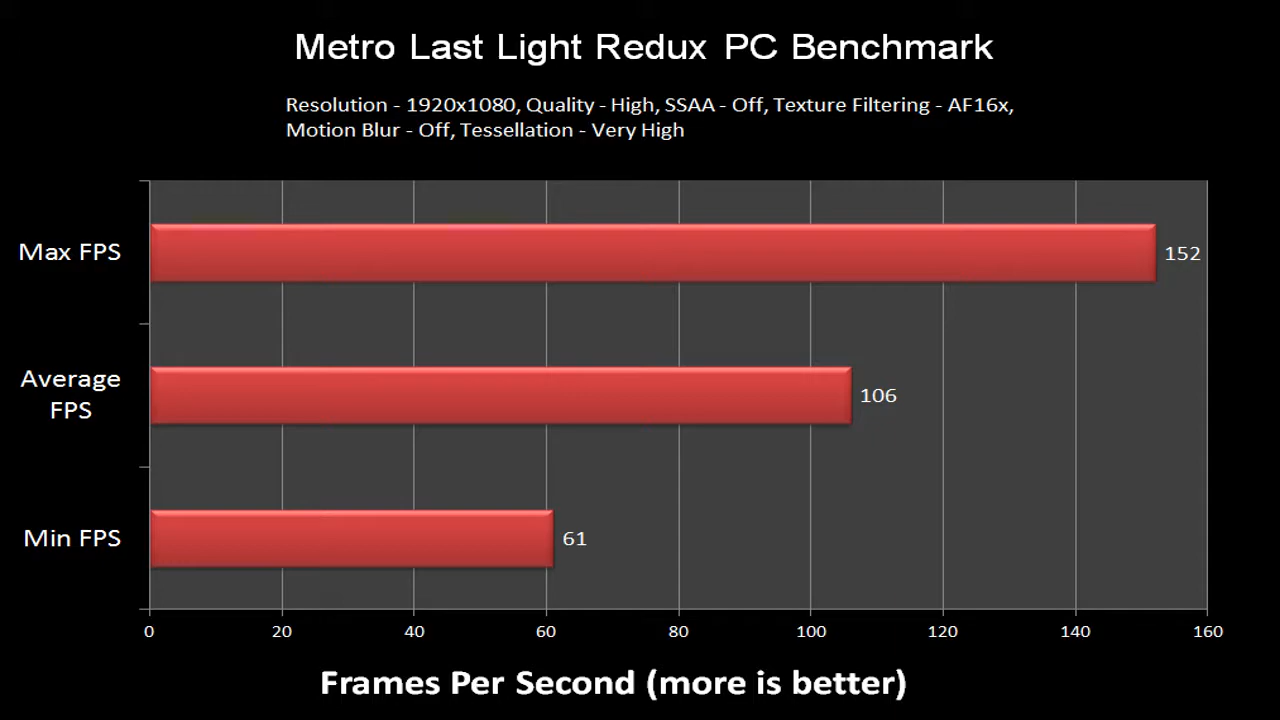 Metro Last Light Redux PC Benchmark
Resolution - 1920x1080, Quality - High, SSAA - Off, Texture Filtering - AF16x,
Motion Blur - Off, Tessellation - Very High
Max FPS
152
Average
FPS
106
Min FPS
61
0 20 40 60 80 100 120 140 160
Frames Per Second (more is better)